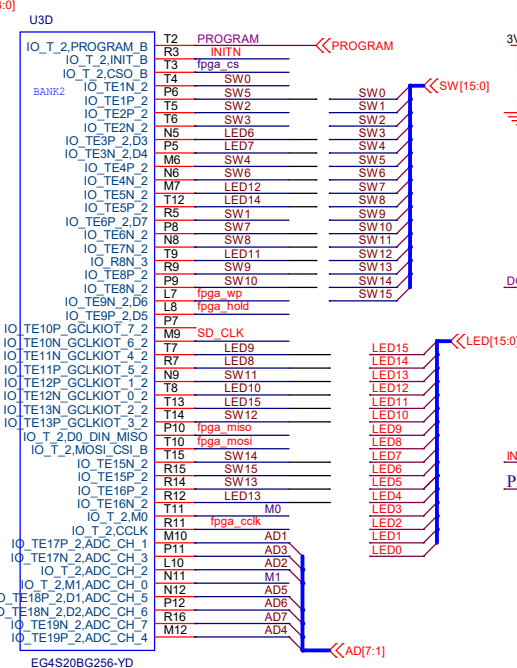 U3D
IO_T_2,PROGRAM_B T2 PROGRAM
PROGRAM
IO_T_2,INIT_B R3 INITN
IO_T_2,CSO_B T3 fpga_cs
IO_TE1N_2 T4 SW0
SW[15:0]
BANK2
IO_TE1P_2 P6 SW5 SW0
IO_TE2P_2 T5 SW2 SW1
IO_TE2N_2 T6 SW3 SW2
IO_TE3P_2,D3 N5 LED6 SW3
IO_TE3N_2,D4 P5 LED7 SW4
IO_TE4P_2 M6 SW4 SW5
IO_TE4N_2 N6 SW6 SW6
IO_TE5N_2 M7 LED12 SW7
IO_TE5P_2 T12 LED14 SW8
IO_TE6P_2,D7 R5 SW1 SW9
IO_TE6N_2 P8 SW7 SW10
IO_TE7N_2 N8 SW8 SW11
IO_R8N_3 T9 LED11 SW12
IO_TE8P_2 R9 SW9 SW13
IO_TE8N_2 P9 SW10 SW14
IO_TE9N_2,D6 L7 fpga_wp SW15
IO_TE9P_2,D5 L8 fpga_hold
IO_TE10P_GCLKIOT_7_2 P7
IO_TE10N_GCLKIOT_6_2 M9 SD_CLK
LED[15:0]
IO_TE11N_GCLKIOT_4_2 T7 LED9 LED15
IO_TE11P_GCLKIOT_5_2 R7 LED8 LED14
IO_TE12P_GCLKIOT_1_2 N9 SW11 LED13
IO_TE12N_GCLKIOT_0_2 T8 LED10 LED12
IO_TE13N_GCLKIOT_2_2 T13 LED15 LED11
IO_TE13P_GCLKIOT_3_2 T14 SW12 LED10
IO_T_2,D0_DIN_MISO P10 fpga_miso LED9
IO_T_2,MOSI_CSI_B T10 fpga_mosi LED8
IO_TE15N_2 T15 SW14 LED7
IO_TE15P_2 R15 SW15 LED6
IO_TE16P_2 R14 SW13 LED5
IO_TE16N_2 R12 LED13 LED4
IO_T_2,M0 T11 M0 LED3
IO_T_2,CCLK R11 fpga_cclk LED2
IO_TE17P_2,ADC_CH_1 M10 AD1 LED1
IO_TE17N_2,ADC_CH_3 P11 AD3 LED0
IO_T_2,ADC_CH_2 L10 AD2
IO_T_2,M1,ADC_CH_0 N11 M1
IO_TE18P_2,D1,ADC_CH_5 N12 AD5
IO_TE18N_2,D2,ADC_CH_6 P12 AD6
IO_TE19N_2,ADC_CH_7 R16 AD7
IO_TE19P_2,ADC_CH_4 M12 AD4
AD[7:1]
EG4S20BG256-YD